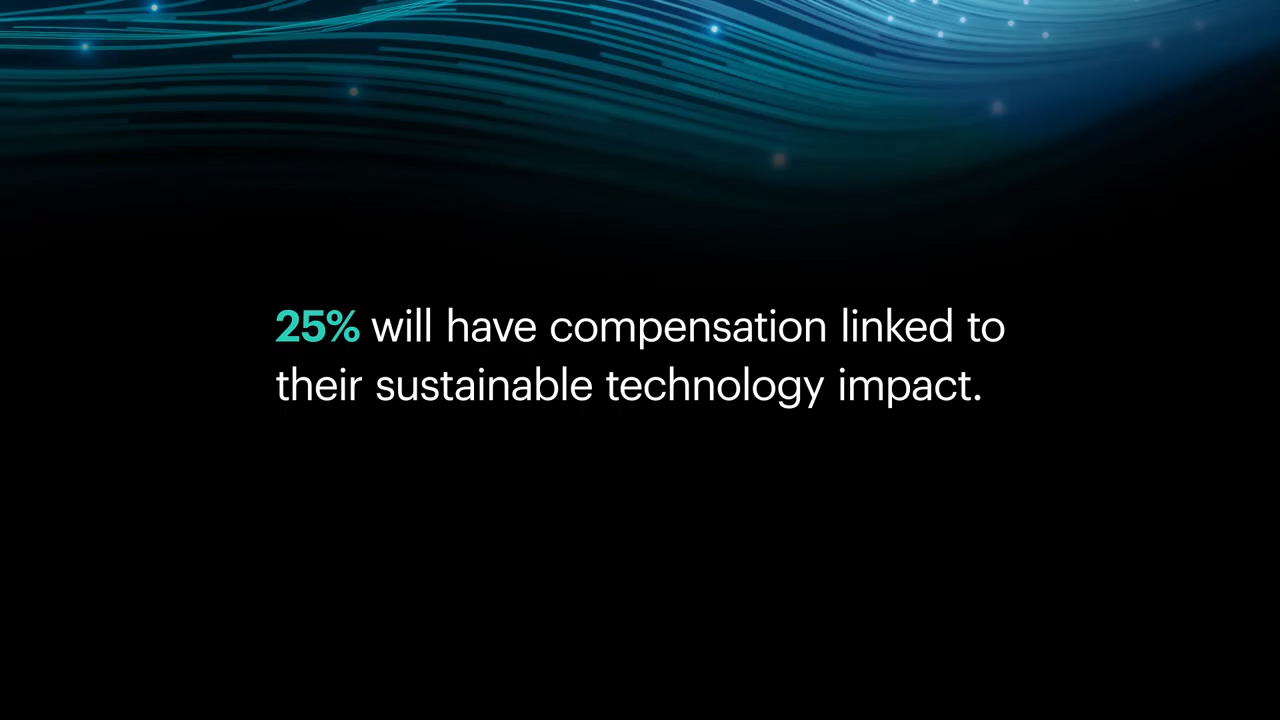 25% will have compensation linked to
their sustainable technology impact.